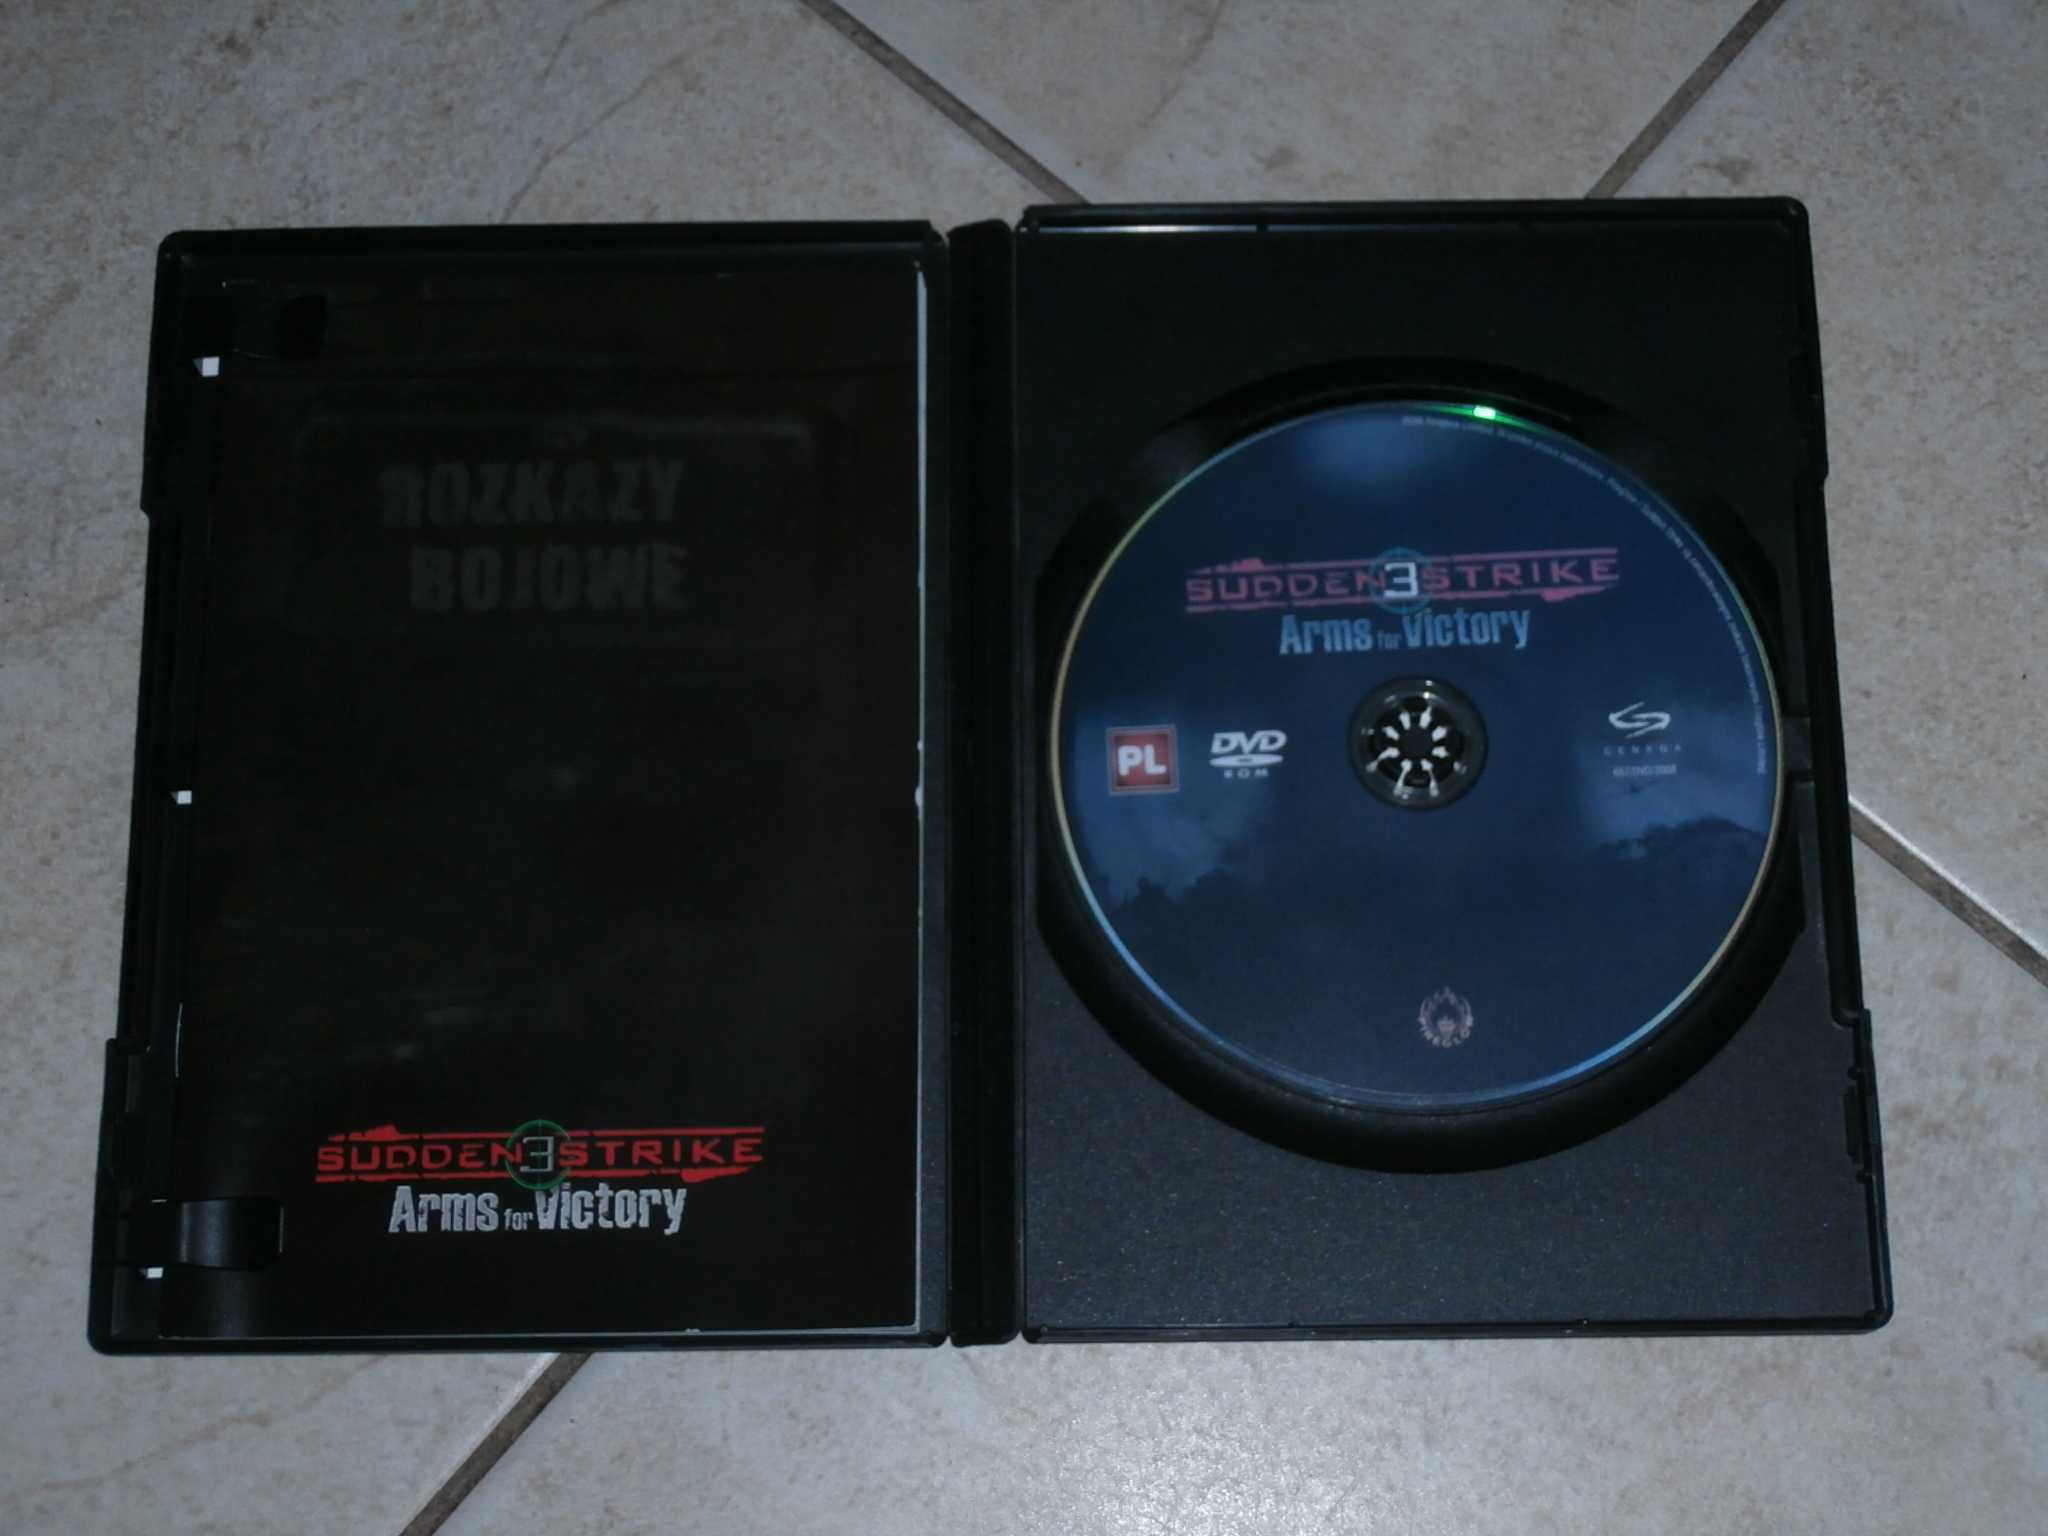 ROZKAZY
BOJOWE
SUDDEN 3 STRIKE
Arms for Victory
SUDDEN 3 STRIKE
Arms for Victory
PL
DVD
ROM
CENEGA